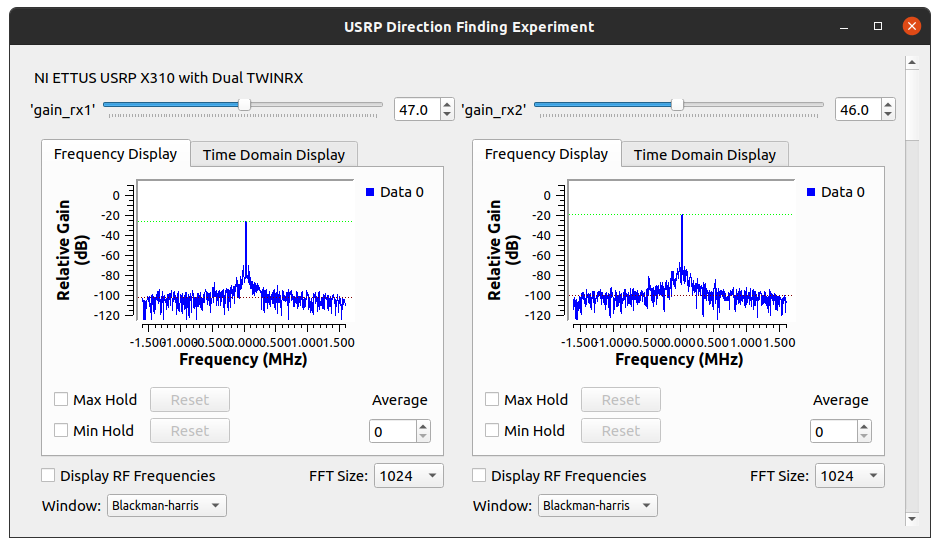 USRP Direction Finding Experiment
NI ETTUS USRP X310 with Dual TWINRX
'gain_rx1' 47.0 'gain_rx2' 46.0
Frequency Display Time Domain Display
Data 0
Relative Gain
(dB)
0
-20
-40
-60
-80
-100
-120
-1.500 -1.000 -0.500 0.000 0.500 1.000 1.500
Frequency (MHz)
Max Hold Reset Average
Min Hold Reset 0
Display RF Frequencies FFT Size: 1024
Window: Blackman-harris
Frequency Display Time Domain Display
Data 0
Relative Gain
(dB)
0
-20
-40
-60
-80
-100
-120
-1.500 -1.000 -0.500 0.000 0.500 1.000 1.500
Frequency (MHz)
Max Hold Reset Average
Min Hold Reset 0
Display RF Frequencies FFT Size: 1024
Window: Blackman-harris